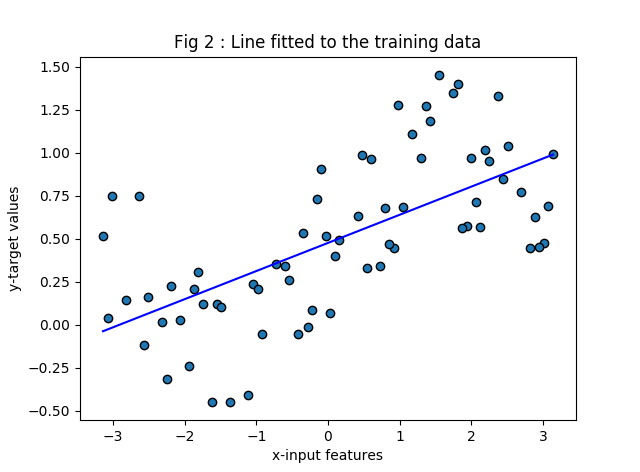 Fig 2 : Line fitted to the training data
1.50
1.25
1.00
0.75
0.50
0.25
0.00
−0.25
−0.50
y-target values
−3 −2 −1 0 1 2 3
x-input features